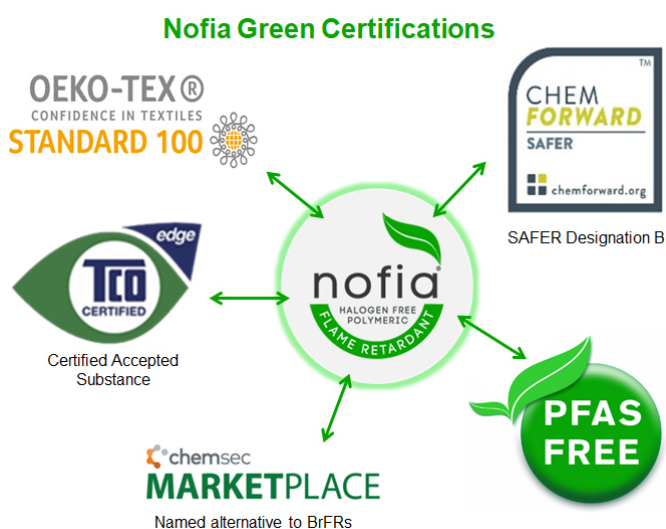 Nofia Green Certifications
OEKO-TEX®
CONFIDENCE IN TEXTILES
STANDARD 100
TM
CHEM
FORWARD
SAFER
chemforward.org
SAFER Designation B
edge
TCO
CERTIFIED
Certified Accepted
Substance
nofia®
HALOGEN FREE
POLYMERIC
FLAME RETARDANT
PFAS
FREE
chemsec
MARKETPLACE
Named alternative to BrFRs